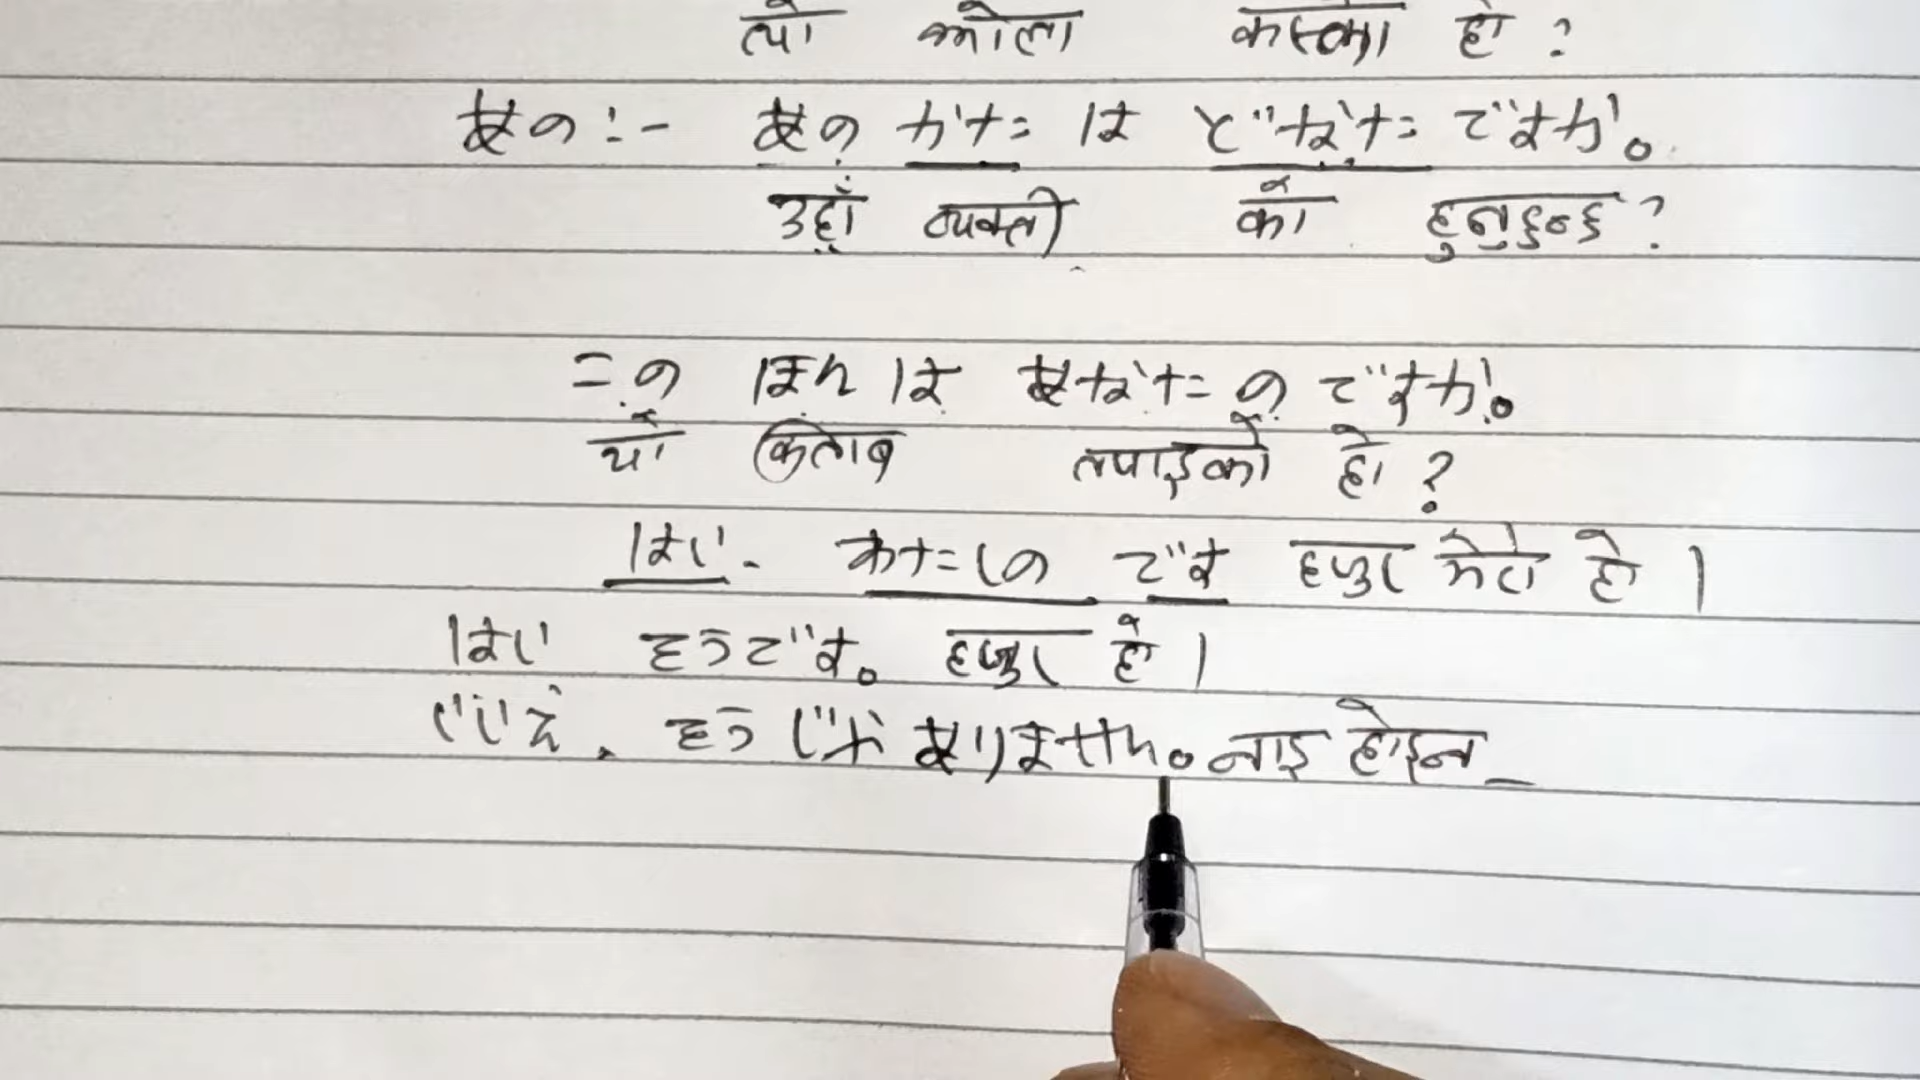 त्यो झोला कस्को हो ?
あの :- あの かた は どなた ですか。
उहाँ व्यक्ती को हुनुहुन्छ ?
この ほん は あなたの ですか。
यो किताब तपाइको हो ?
はい. わたしの です हजुर मेरो हो ।
はい そうです。 हजुर हो ।
いいえ、 そう じゃ ありません。 नाइ होइन